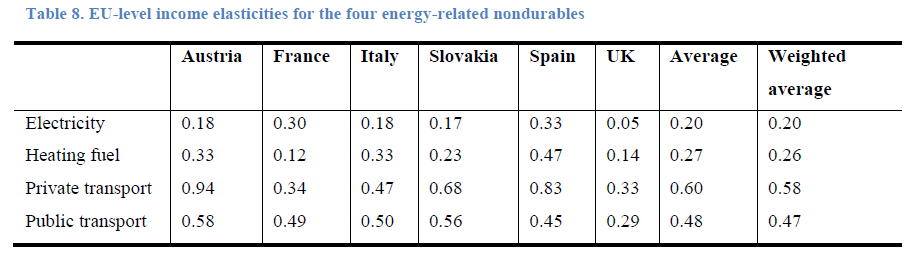 Table 8. EU-level income elasticities for the four energy-related nondurables
Austria France Italy Slovakia Spain UK Average Weighted
average
Electricity 0.18 0.30 0.18 0.17 0.33 0.05 0.20 0.20
Heating fuel 0.33 0.12 0.33 0.23 0.47 0.14 0.27 0.26
Private transport 0.94 0.34 0.47 0.68 0.83 0.33 0.60 0.58
Public transport 0.58 0.49 0.50 0.56 0.45 0.29 0.48 0.47